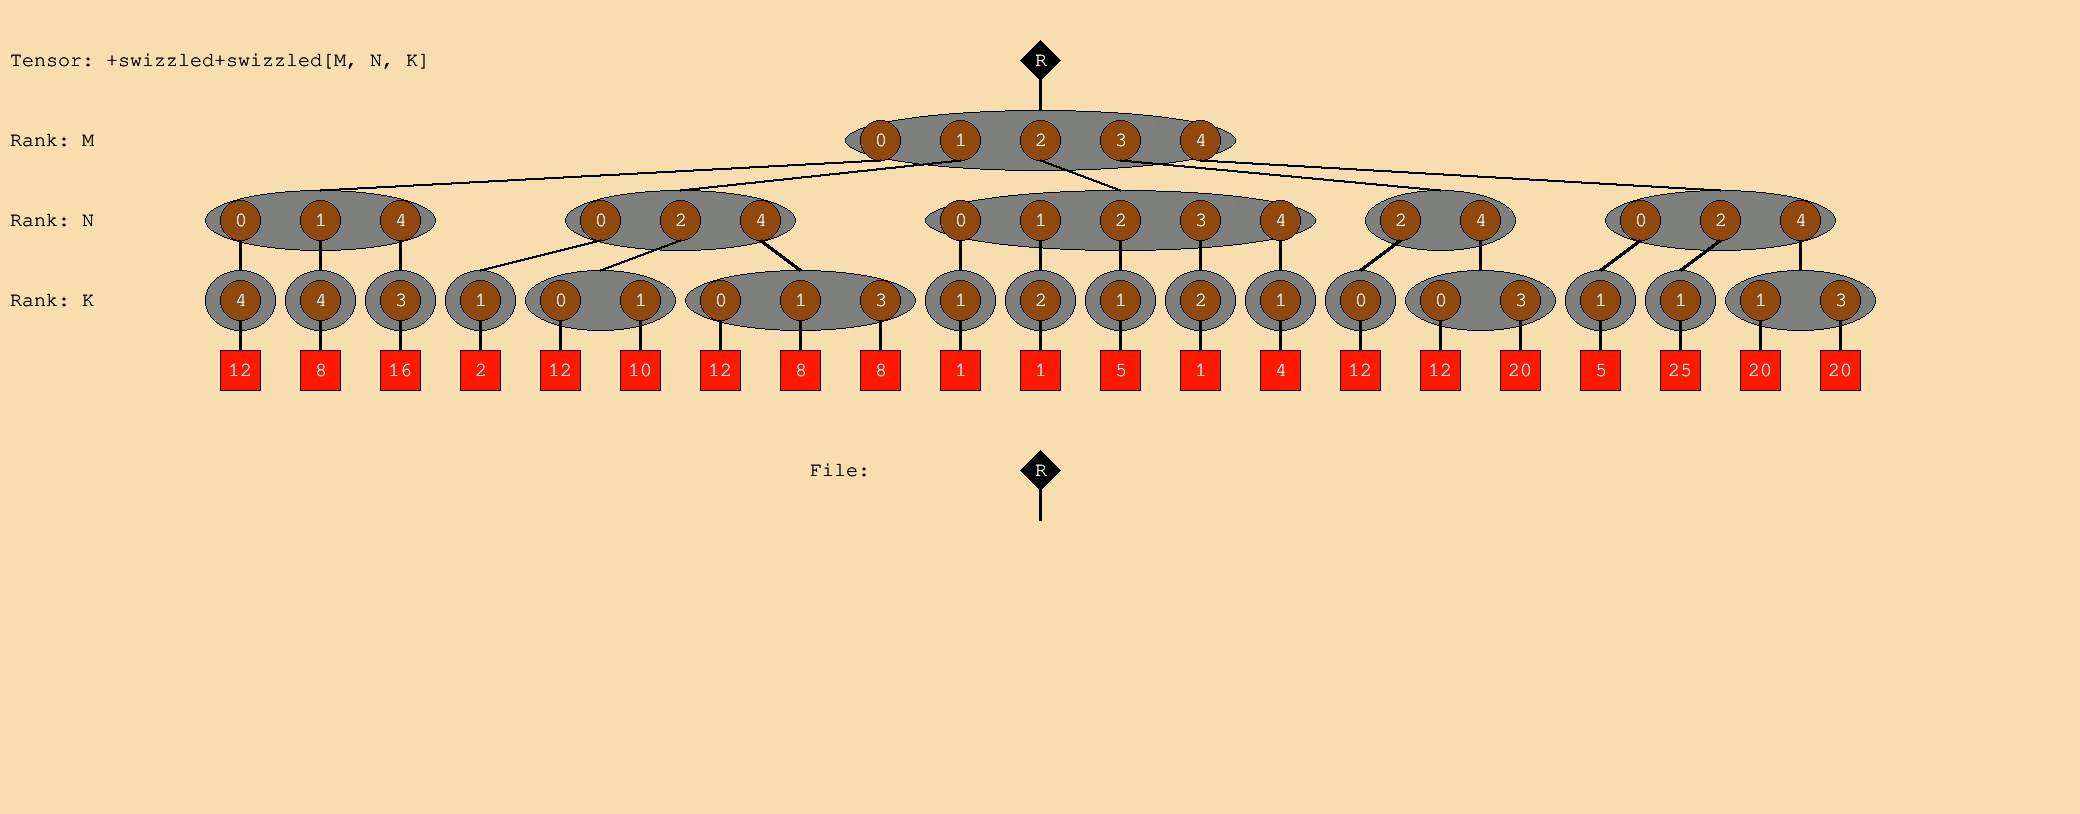 Tensor: +swizzled+swizzled[M, N, K] R
Rank: M 0 1 2 3 4
Rank: N 0 1 4 0 2 4 0 1 2 3 4 2 4 0 2 4
Rank: K 4 4 3 1 0 1 0 1 3 1 2 1 2 1 0 0 3 1 1 1 3
12 8 16 2 12 10 12 8 8 1 1 5 1 4 12 12 20 5 25 20 20
File: R